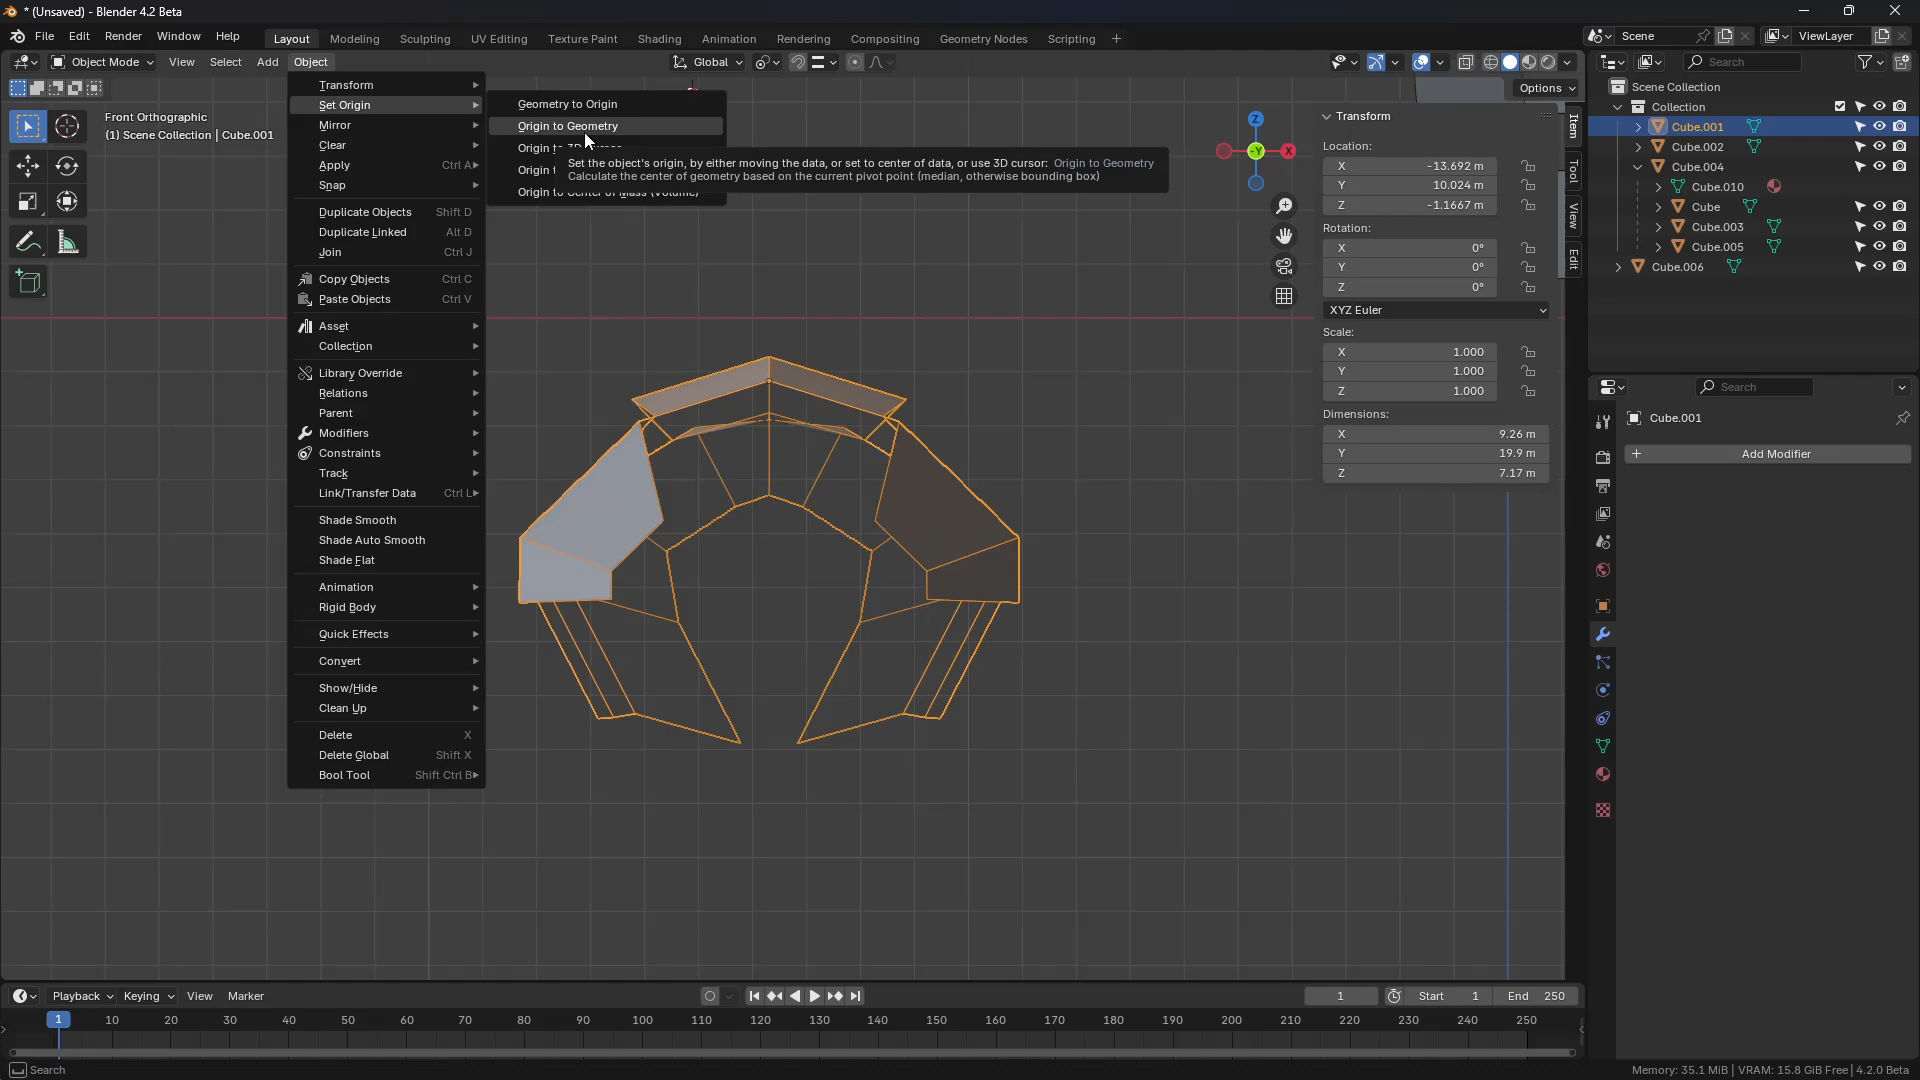 * (Unsaved) - Blender 4.2 Beta
File Edit Render Window Help Layout Modeling Sculpting UV Editing Texture Paint Shading Animation Rendering Compositing Geometry Nodes Scripting + Scene ViewLayer
Object Mode View Select Add Object Global Search
Options
Front Orthographic
(1) Scene Collection | Cube.001
Transform
Set Origin
Mirror
Clear
Apply Ctrl A
Snap
Duplicate Objects Shift D
Duplicate Linked Alt D
Join Ctrl J
Copy Objects Ctrl C
Paste Objects Ctrl V
Asset
Collection
Library Override
Relations
Parent
Modifiers
Constraints
Track
Link/Transfer Data Ctrl L
Shade Smooth
Shade Auto Smooth
Shade Flat
Animation
Rigid Body
Quick Effects
Convert
Show/Hide
Clean Up
Delete X
Delete Global Shift X
Bool Tool Shift Ctrl B
Geometry to Origin
Origin to Geometry
Origin
Set the object's origin, by either moving the data, or set to center of data, or use 3D cursor: Origin to Geometry
Calculate the center of geometry based on the current pivot point (median, otherwise bounding box)
Z
-Y
X
Transform
Location:
X -13.692 m
Y 10.024 m
Z -1.1667 m
Rotation:
X 0°
Y 0°
Z 0°
XYZ Euler
Scale:
X 1.000
Y 1.000
Z 1.000
Dimensions:
X 9.26 m
Y 19.9 m
Z 7.17 m
Item
Tool
View
Edit
Scene Collection
Collection
Cube.001
Cube.002
Cube.004
Cube.010
Cube
Cube.003
Cube.005
Cube.006
Search
Cube.001
+ Add Modifier
Playback Keying View Marker 1 Start 1 End 250
1 10 20 30 40 50 60 70 80 90 100 110 120 130 140 150 160 170 180 190 200 210 220 230 240 250
Search Memory: 35.1 MiB | VRAM: 15.8 GiB Free | 4.2.0 Beta